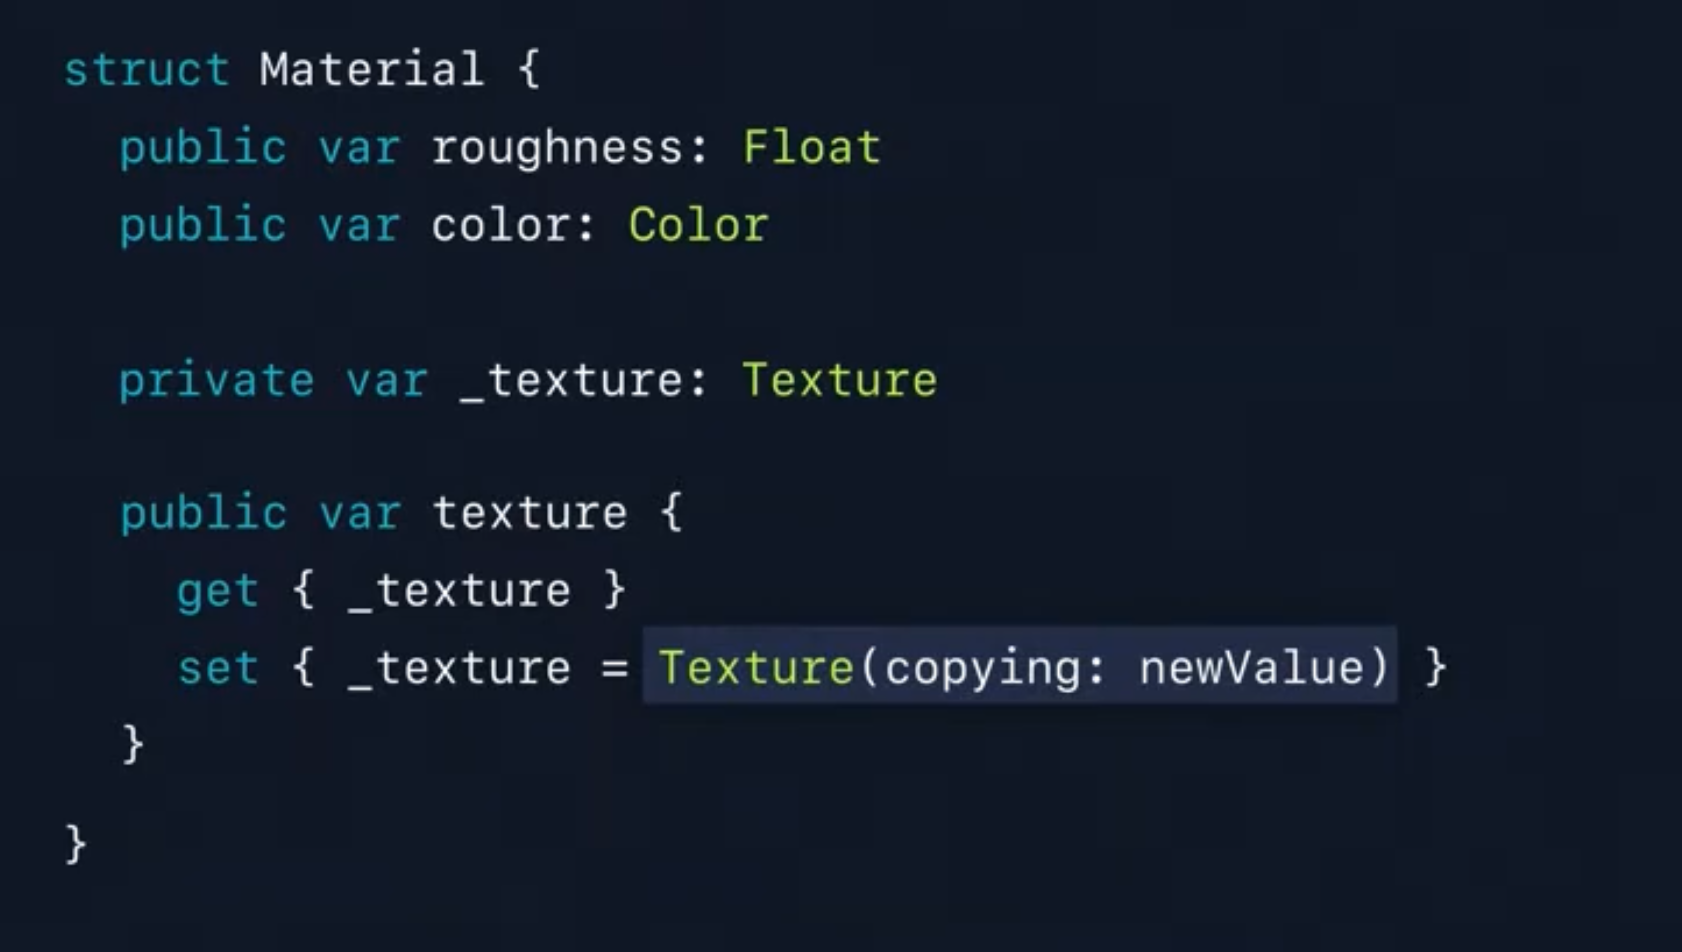 struct Material {
public var roughness: Float
public var color: Color
private var _texture: Texture
public var texture {
get { _texture }
set { _texture = Texture(copying: newValue) }
}
}